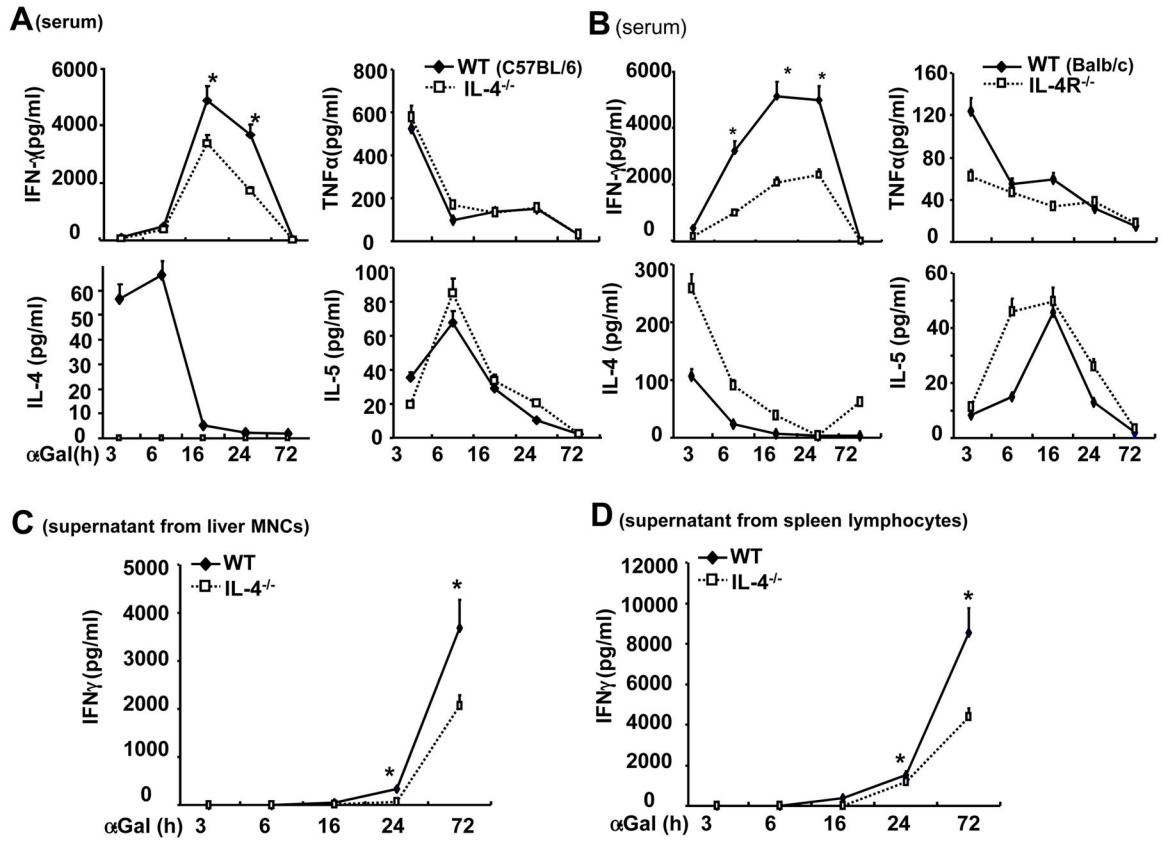 A (serum)
WT (C57BL/6)
IL-4-/-
IFN-γ(pg/ml)
6000
4000
2000
0
*
*
TNFα(pg/ml)
800
600
400
200
0
IL-4 (pg/ml)
60
50
40
30
20
10
0
αGal(h) 3 6 16 24 72
IL-5 (pg/ml)
100
80
60
40
20
0
3 6 16 24 72
B (serum)
WT (Balb/c)
IL-4R-/-
IFN-γ(pg/ml)
6000
4000
2000
0
*
*
*
TNFα(pg/ml)
160
120
80
40
0
IL-4 (pg/ml)
300
200
100
0
3 6 16 24 72
IL-5 (pg/ml)
60
40
20
0
3 6 16 24 72
C (supernatant from liver MNCs)
WT
IL-4-/-
IFNγ (pg/ml)
5000
4000
3000
2000
1000
0
*
*
αGal (h) 3 6 16 24 72
D (supernatant from spleen lymphocytes)
WT
IL-4-/-
IFNγ (pg/ml)
12000
10000
8000
6000
4000
2000
0
*
*
αGal (h) 3 6 16 24 72